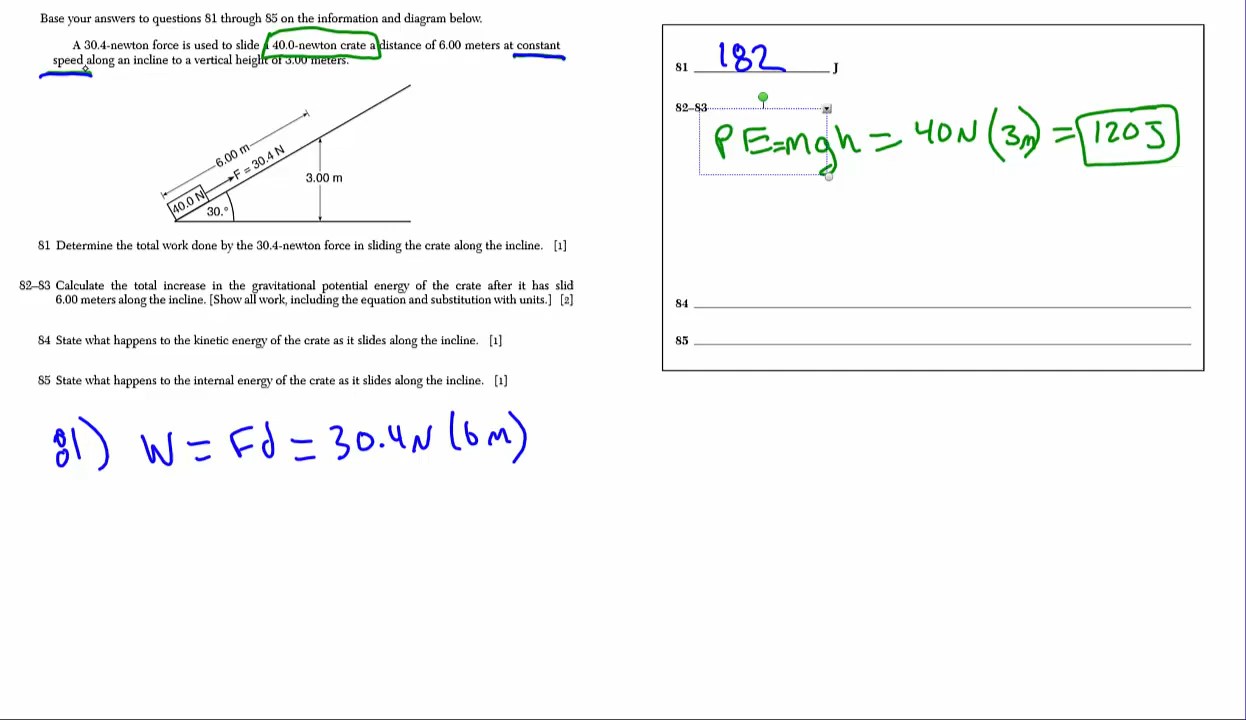 Base your answers to questions 81 through 85 on the information and diagram below.
A 30.4-newton force is used to slide a 40.0-newton crate a distance of 6.00 meters at constant
speed along an incline to a vertical height of 3.00 meters.
6.00 m
F = 30.4 N
40.0 N
30.°
3.00 m
81 Determine the total work done by the 30.4-newton force in sliding the crate along the incline. [1]
82–83 Calculate the total increase in the gravitational potential energy of the crate after it has slid
6.00 meters along the incline. [Show all work, including the equation and substitution with units.] [2]
84 State what happens to the kinetic energy of the crate as it slides along the incline. [1]
85 State what happens to the internal energy of the crate as it slides along the incline. [1]
81) W = Fd = 30.4N (6m)
81 182 J
82–83
PE=mgh = 40N (3m) = 120J
84
85